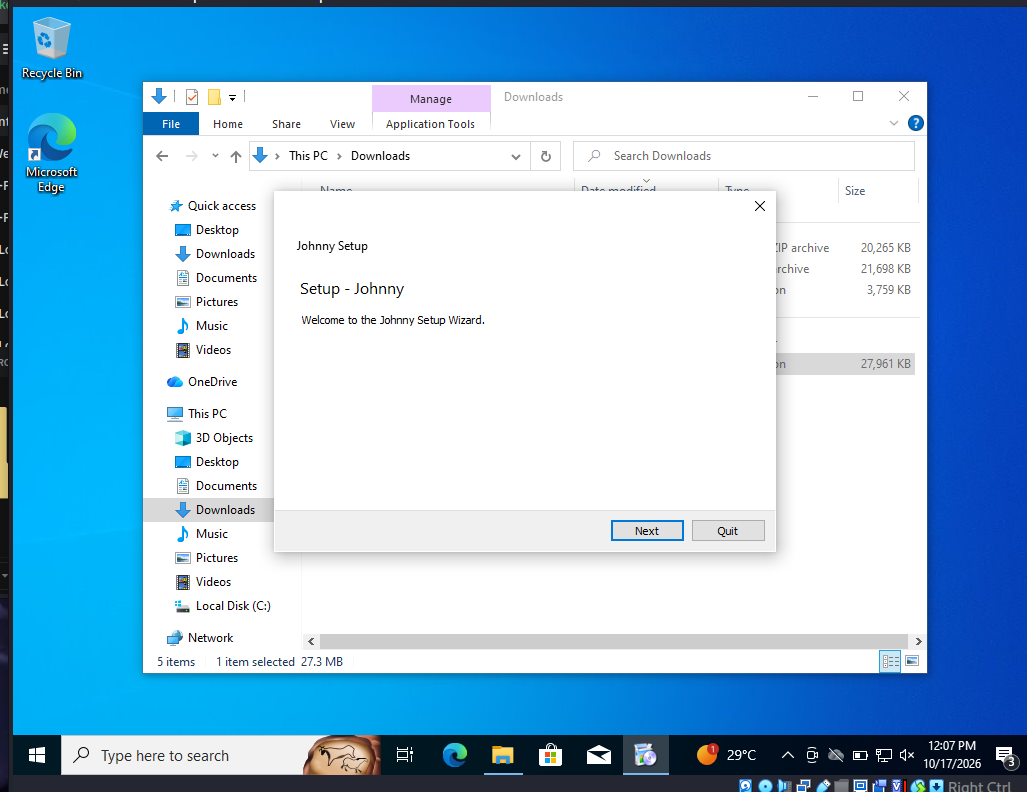 Recycle Bin
Microsoft
Edge
Manage
Downloads
File
Home
Share
View
Application Tools
This PC
Downloads
Search Downloads
Name
Date modified
Type
Size
Quick access
Desktop
Downloads
Documents
Pictures
Music
Videos
OneDrive
This PC
3D Objects
Desktop
Documents
Downloads
Music
Pictures
Videos
Local Disk (C:)
Network
Johnny Setup
Setup - Johnny
Welcome to the Johnny Setup Wizard.
Next
Quit
ZIP archive 20,265 KB
rchive 21,698 KB
on 3,759 KB
on 27,961 KB
5 items
1 item selected 27.3 MB
Type here to search
1
29°C
12:07 PM
10/17/2026
3
Right Ctrl